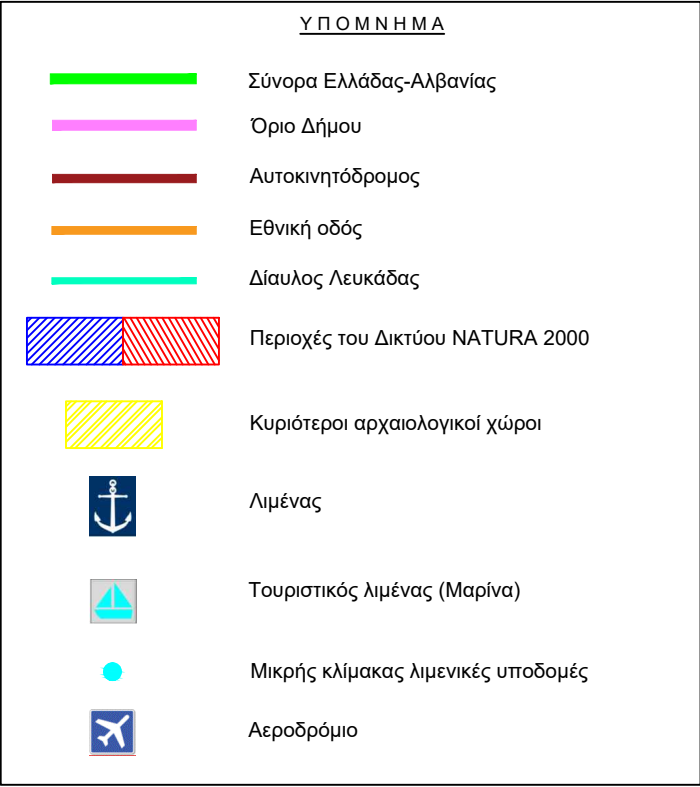 ΥΠΟΜΝΗΜΑ
Σύνορα Ελλάδας-Αλβανίας
Όριο Δήμου
Αυτοκινητόδρομος
Εθνική οδός
Δίαυλος Λευκάδας
Περιοχές του Δικτύου NATURA 2000
Κυριότεροι αρχαιολογικοί χώροι
Λιμένας
Τουριστικός λιμένας (Μαρίνα)
Μικρής κλίμακας λιμενικές υποδομές
Αεροδρόμιο